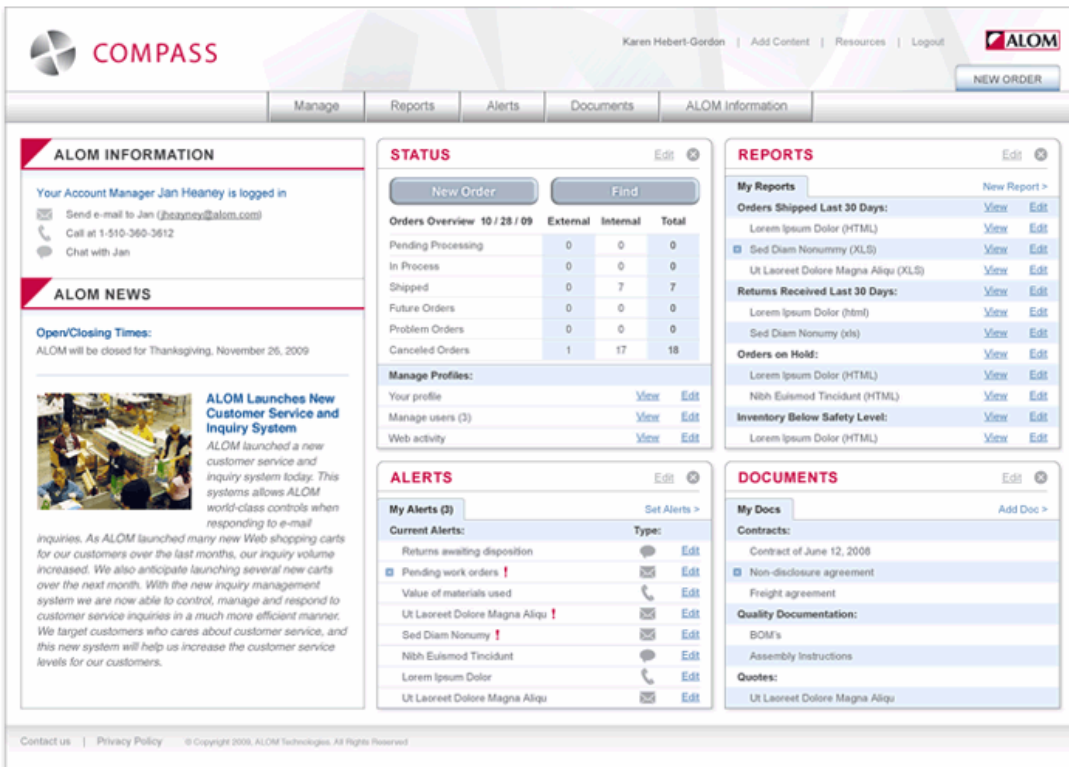 COMPASS
Karen Hebert-Gordon | Add Content | Resources | Logout
ALOM
NEW ORDER
Manage Reports Alerts Documents ALOM Information
ALOM INFORMATION
Your Account Manager Jan Heaney is logged in
Send e-mail to Jan (jheayney@alom.com)
Call at 1-510-360-3612
Chat with Jan
ALOM NEWS
Open/Closing Times:
ALOM will be closed for Thanksgiving, November 26, 2009
ALOM Launches New
Customer Service and
Inquiry System
ALOM launched a new
customer service and
inquiry system today. This
systems allows ALOM
world-class controls when
responding to e-mail
inquiries. As ALOM launched many new Web shopping carts
for our customers over the last months, our inquiry volume
increased. We also anticipate launching several new carts
over the next month. With the new inquiry management
system we are now able to control, manage and respond to
customer service inquiries in a much more efficient manner.
We target customers who cares about customer service, and
this new system will help us increase the customer service
levels for our customers.
STATUS Edit
New Order Find
Orders Overview 10 / 28 / 09 External Internal Total
Pending Processing 0 0 0
In Process 0 0 0
Shipped 0 7 7
Future Orders 0 0 0
Problem Orders 0 0 0
Canceled Orders 1 17 18
Manage Profiles:
Your profile View Edit
Manage users (3) View Edit
Web activity View Edit
REPORTS Edit
My Reports New Report >
Orders Shipped Last 30 Days: View Edit
Lorem Ipsum Dolor (HTML) View Edit
Sed Diam Nonummy (XLS) View Edit
Ut Laoreet Dolore Magna Aliqu (XLS) View Edit
Returns Received Last 30 Days: View Edit
Lorem Ipsum Dolor (html) View Edit
Sed Diam Nonumy (xls) View Edit
Orders on Hold: View Edit
Lorem Ipsum Dolor (HTML) View Edit
Nibh Euismod Tincidunt (HTML) View Edit
Inventory Below Safety Level: View Edit
Lorem Ipsum Dolor (HTML) View Edit
ALERTS Edit
My Alerts (3) Set Alerts >
Current Alerts: Type:
Returns awaiting disposition Edit
Pending work orders ! Edit
Value of materials used Edit
Ut Laoreet Dolore Magna Aliqu ! Edit
Sed Diam Nonumy ! Edit
Nibh Euismod Tincidunt Edit
Lorem Ipsum Dolor Edit
Ut Laoreet Dolore Magna Aliqu Edit
DOCUMENTS Edit
My Docs Add Doc >
Contracts:
Contract of June 12, 2008
Non-disclosure agreement
Freight agreement
Quality Documentation:
BOM's
Assembly Instructions
Quotes:
Ut Laoreet Dolore Magna Aliqu
Contact us | Privacy Policy © Copyright 2009, ALOM Technologies. All Rights Reserved